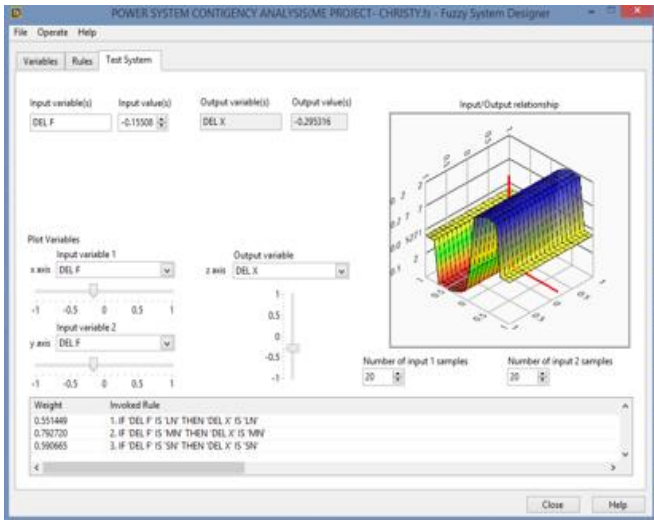 POWER SYSTEM CONTIGENCY ANALYSIS(ME PROJECT- CHRISTY.fs - Fuzzy System Designer
File Operate Help
Variables Rules Test System
Input variable(s) Input value(s) Output variable(s) Output value(s)
DEL F -0.15508 DEL X -0.295316
Input/Output relationship
Plot Variables
Input variable 1
x axis DEL F
-1 -0.5 0 0.5 1
Input variable 2
y axis DEL F
-1 -0.5 0 0.5 1
Output variable
z axis DEL X
1
0.5
0
-0.5
-1
Number of input 1 samples
20
Number of input 2 samples
20
Weight Invoked Rule
0.551449 1. IF 'DEL F' IS 'LN' THEN 'DEL X' IS 'LN'
0.792720 2. IF 'DEL F' IS 'MN' THEN 'DEL X' IS 'MN'
0.590665 3. IF 'DEL F' IS 'SN' THEN 'DEL X' IS 'SN'
Close Help